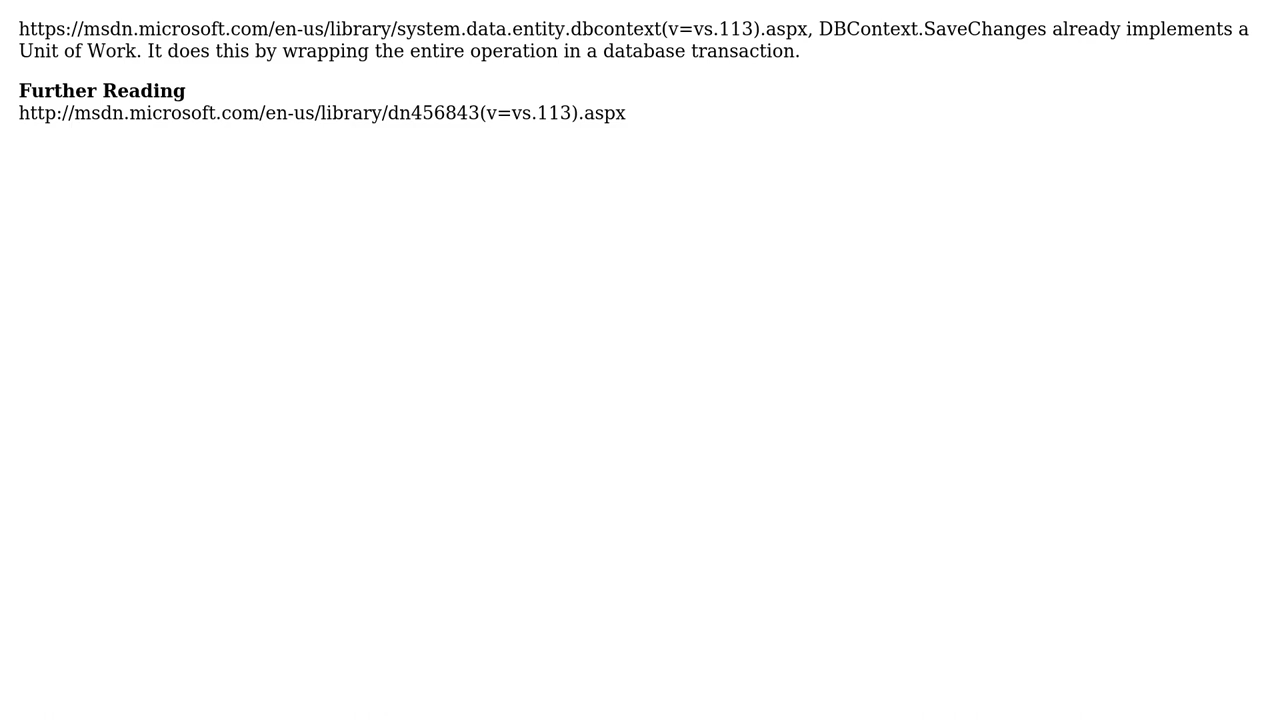 https://msdn.microsoft.com/en-us/library/system.data.entity.dbcontext(v=vs.113).aspx, DBContext.SaveChanges already implements a
Unit of Work. It does this by wrapping the entire operation in a database transaction.
Further Reading
http://msdn.microsoft.com/en-us/library/dn456843(v=vs.113).aspx